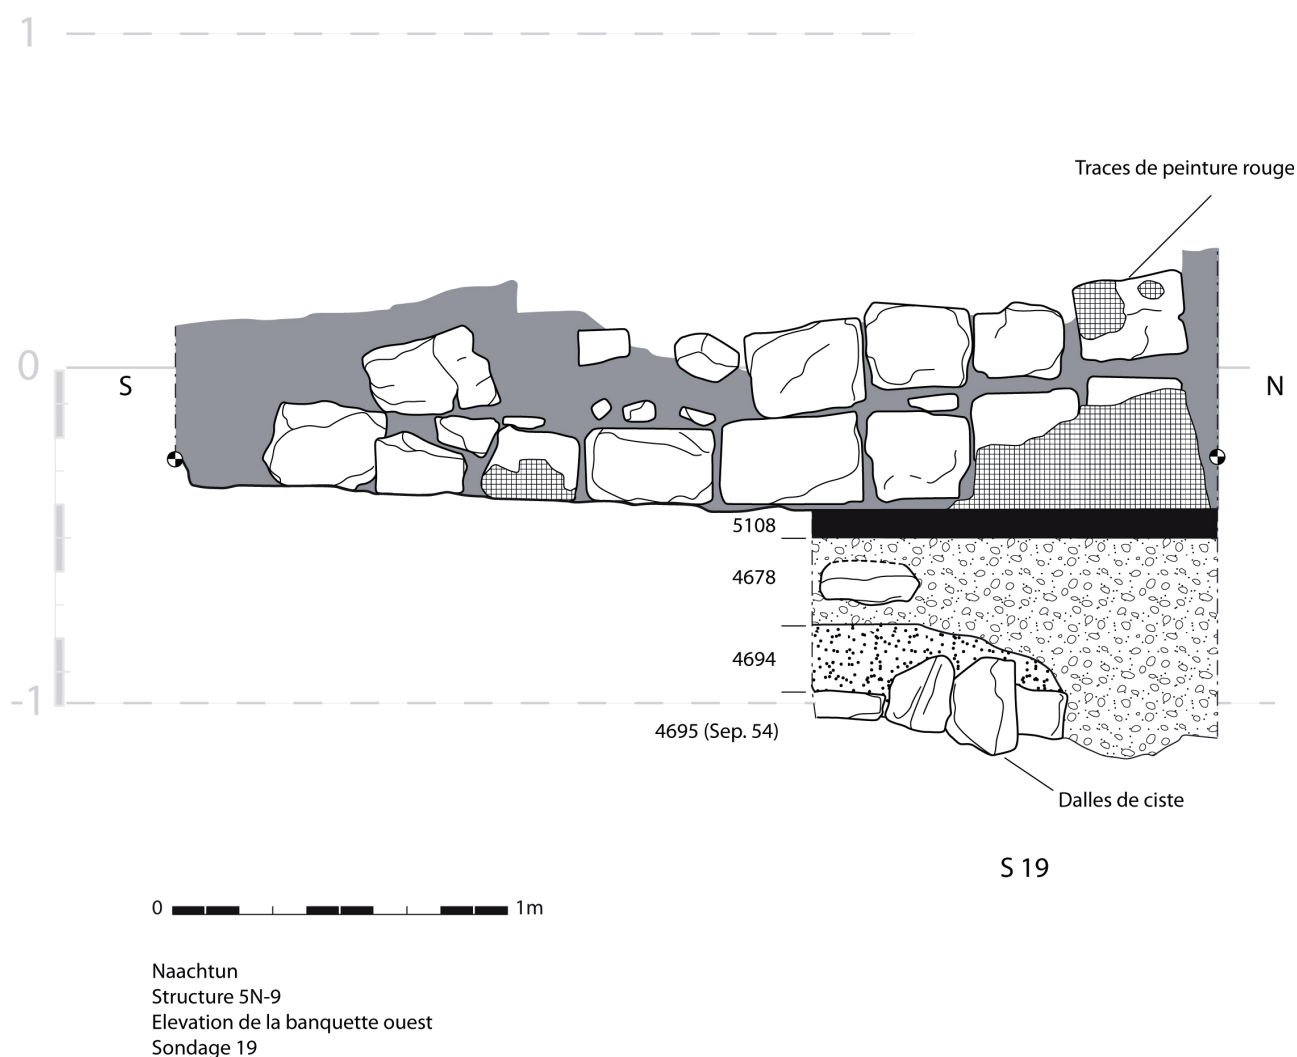 1
Traces de peinture rouge
0
S
N
5108
4678
4694
-1
4695 (Sep. 54)
Dalles de ciste
S 19
0 1m
Naachtun
Structure 5N-9
Elevation de la banquette ouest
Sondage 19